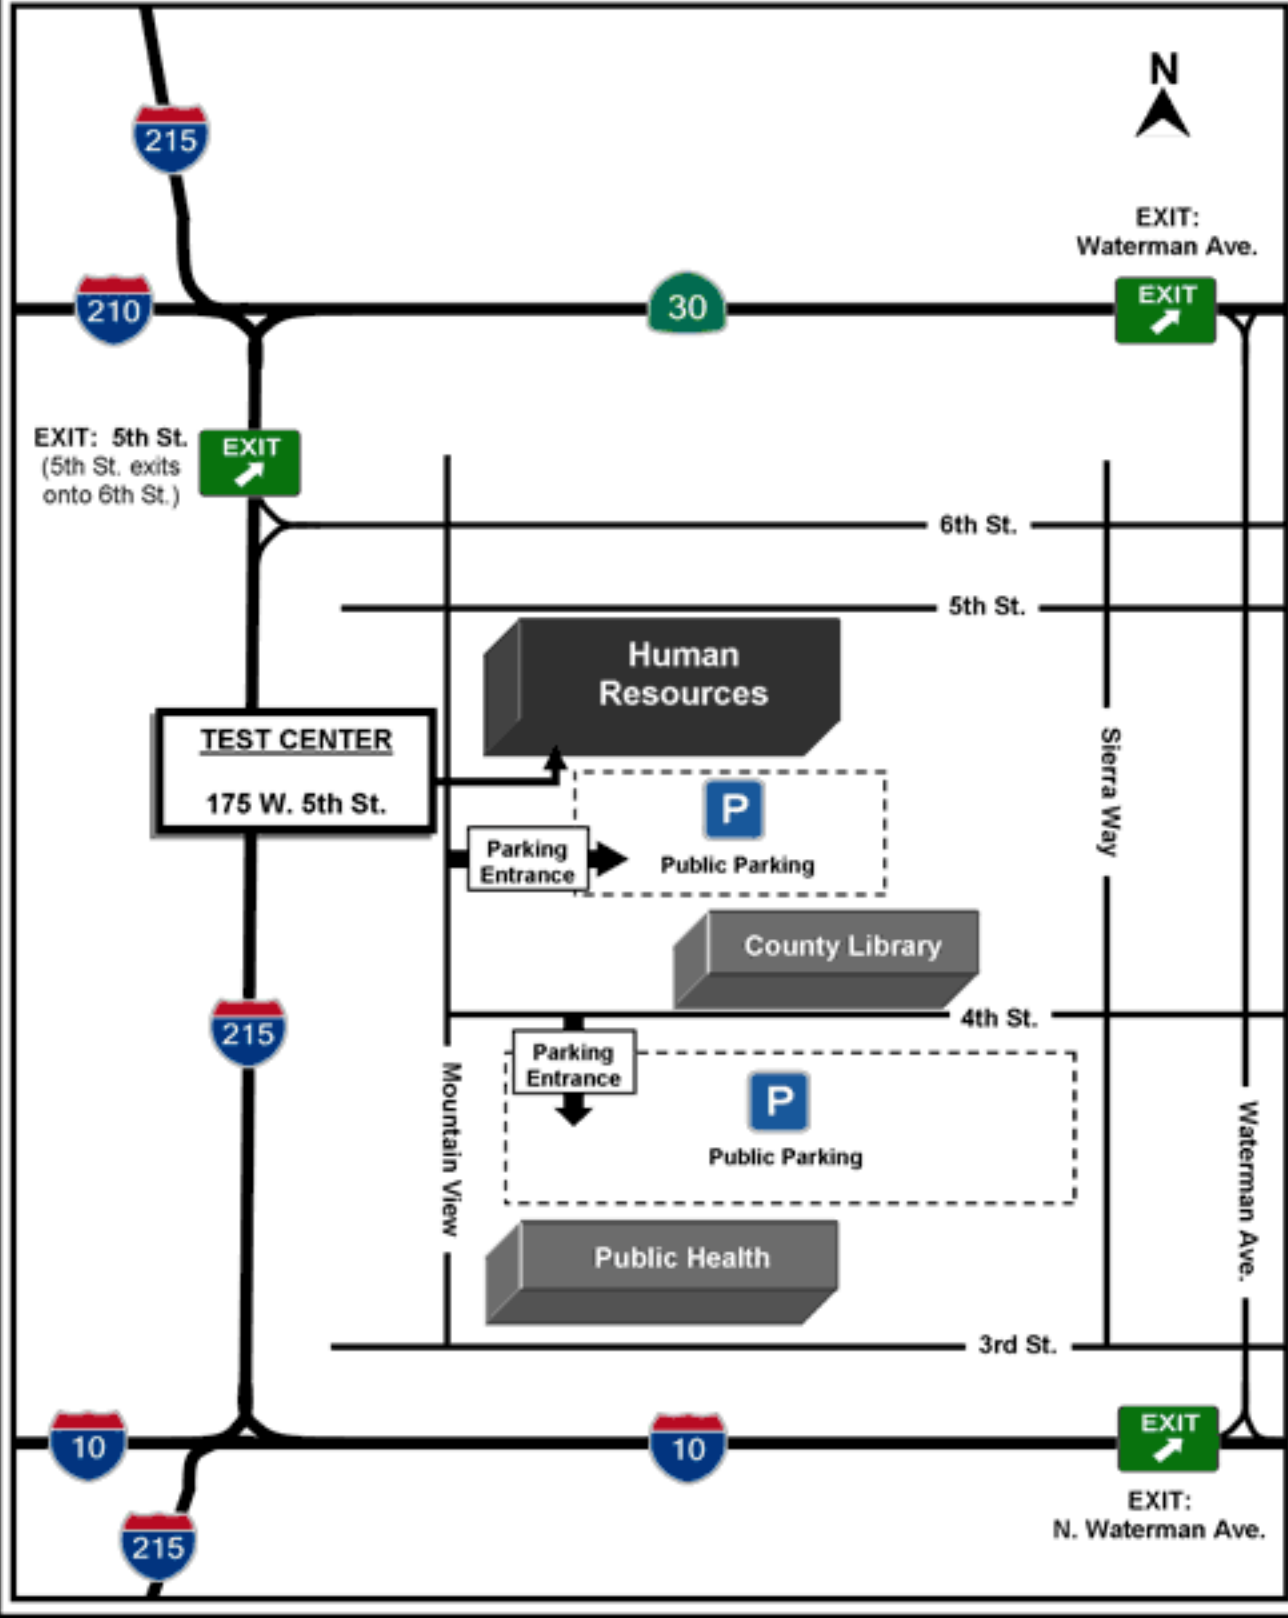 N
215
EXIT:
Waterman Ave.
210
30
EXIT
EXIT: 5th St.
(5th St. exits
onto 6th St.)
EXIT
6th St.
5th St.
Human
Resources
TEST CENTER
175 W. 5th St.
Sierra Way
P
Public Parking
Parking
Entrance
County Library
215
4th St.
Parking
Entrance
P
Public Parking
Mountain View
Waterman Ave.
Public Health
3rd St.
10
10
EXIT
EXIT:
N. Waterman Ave.
215